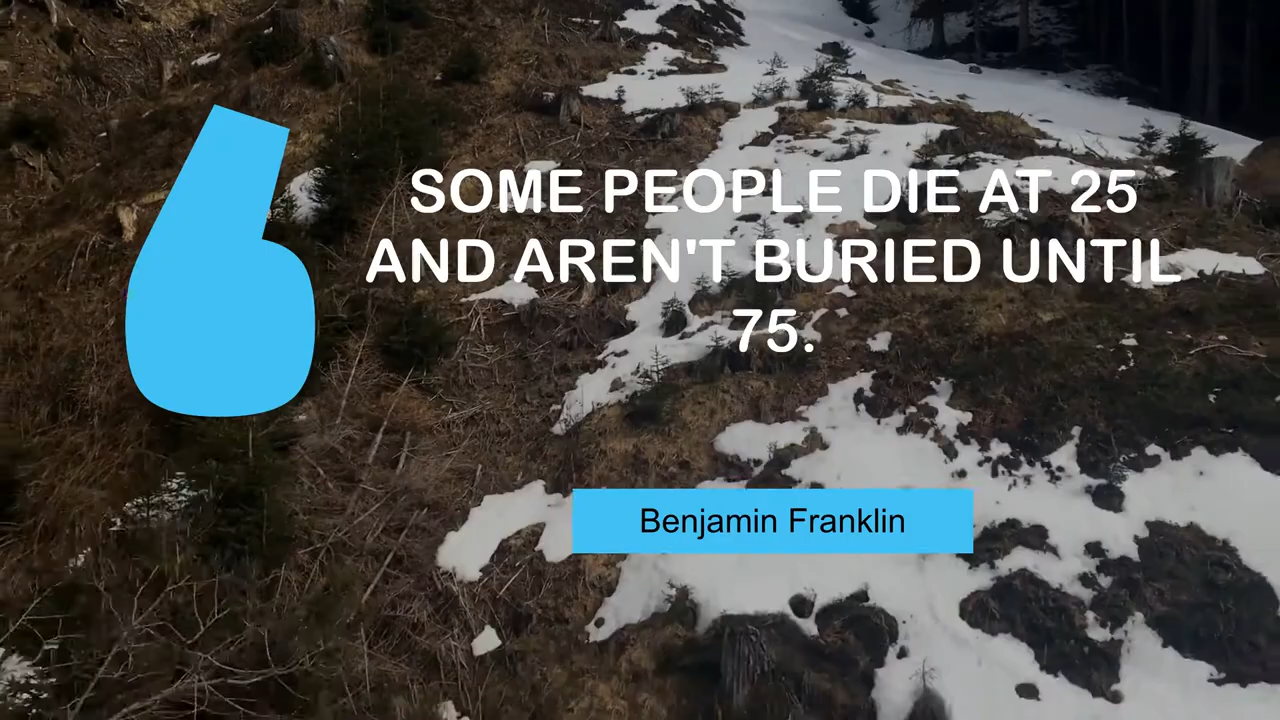 SOME PEOPLE DIE AT 25
AND AREN'T BURIED UNTIL
75.
Benjamin Franklin